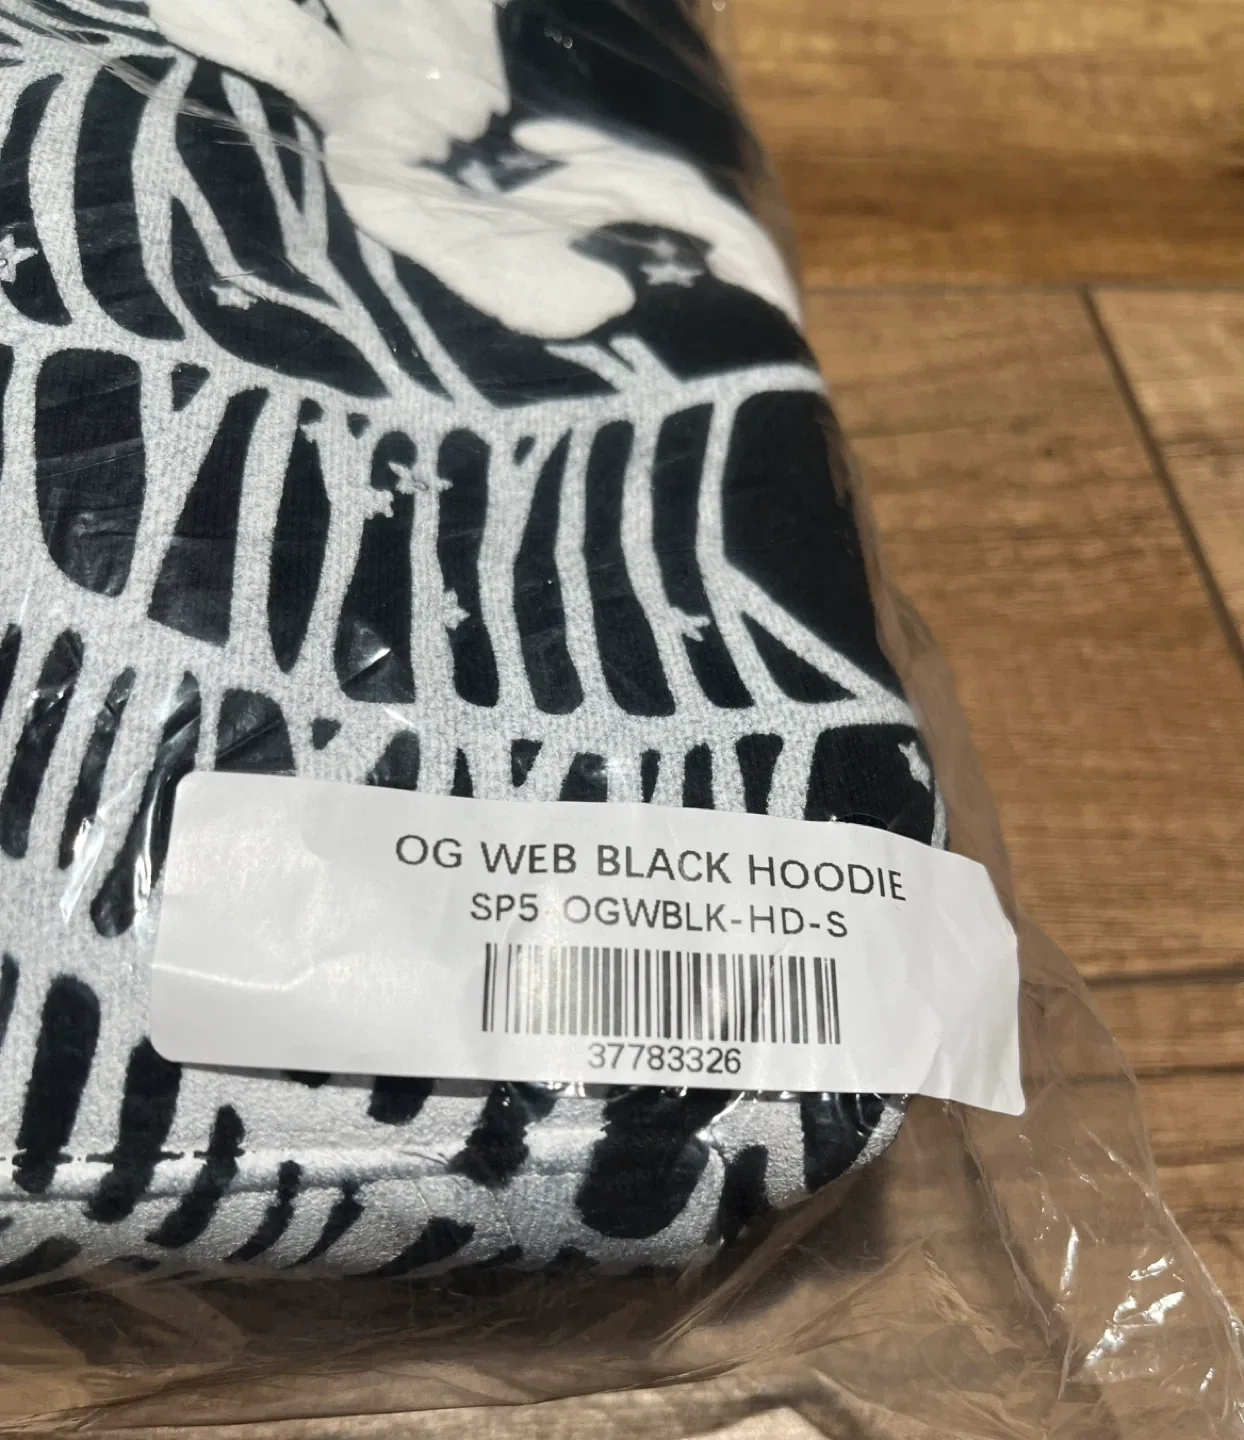 OG WEB BLACK HOODIE
SP5 OGWBLK-HD-S
37783326